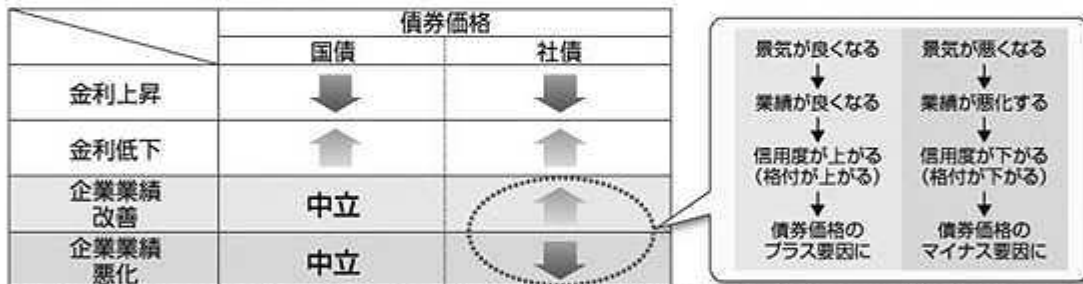 債券価格
国債 社債
金利上昇
金利低下
企業業績
改善
中立
企業業績
悪化
中立
景気が良くなる
業績が良くなる
信用度が上がる
(格付が上がる)
債券価格の
プラス要因に
景気が悪くなる
業績が悪化する
信用度が下がる
(格付が下がる)
債券価格の
マイナス要因に